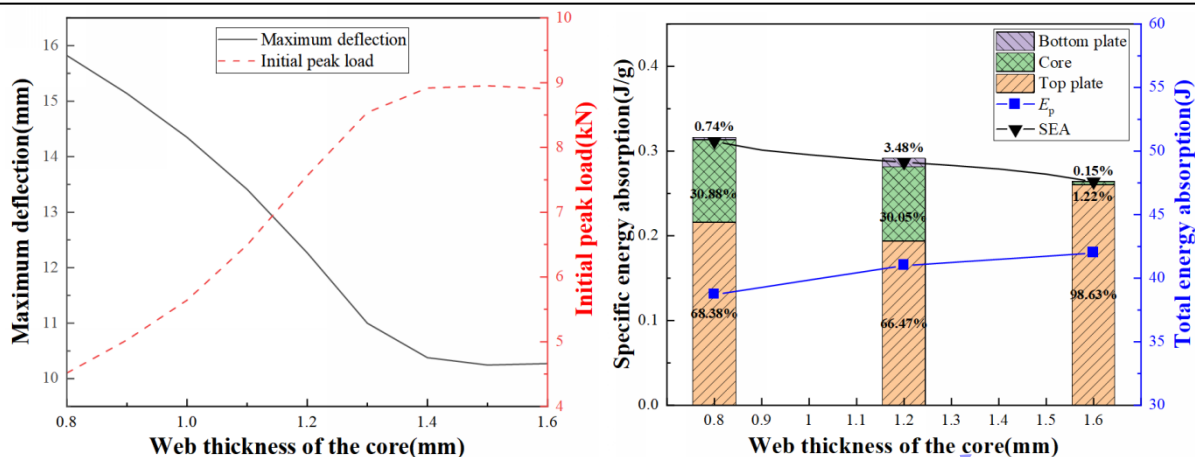 Maximum deflection
Initial peak load
Maximum deflection(mm)
16
15
14
13
12
11
10
Initial peak load(kN)
10
9
8
7
6
5
4
0.8 1.0 1.2 1.4 1.6
Web thickness of the core(mm)
Bottom plate
Core
Top plate
Ep
SEA
Specific energy absorption(J/g)
0.4
0.3
0.2
0.1
0.0
Total energy absorption(J)
60
55
50
45
40
35
30
0.74%
30.88%
68.38%
3.48%
30.05%
66.47%
0.15%
1.22%
98.63%
0.8 0.9 1 1.1 1.2 1.3 1.4 1.5 1.6
Web thickness of the core(mm)